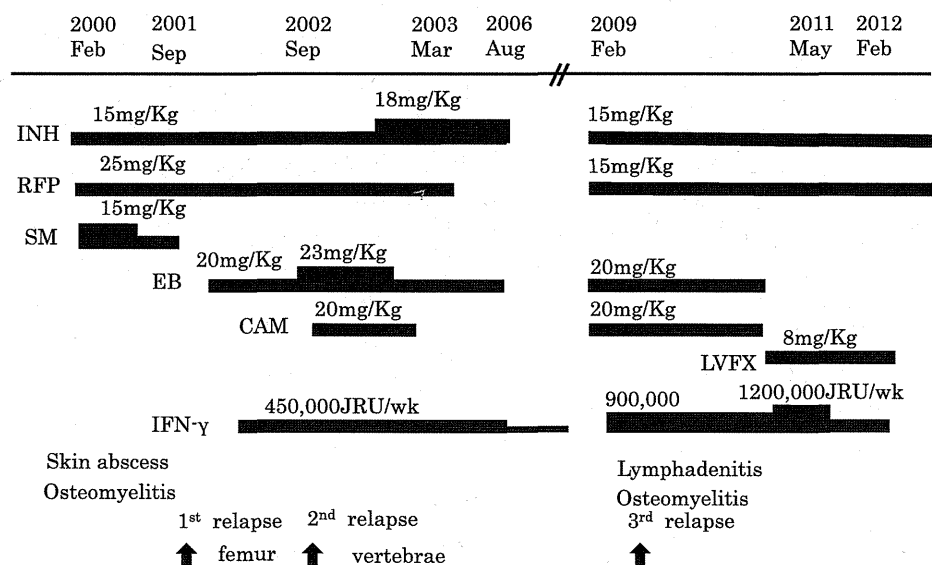 2000 2001 2002 2003 2006 2009 2011 2012
Feb Sep Sep Mar Aug Feb May Feb
18mg/Kg
15mg/Kg 15mg/Kg
INH
25mg/Kg 15mg/Kg
RFP
15mg/Kg
SM
20mg/Kg 23mg/Kg 20mg/Kg
EB
20mg/Kg 20mg/Kg
CAM
8mg/Kg
LVFX
450,000JRU/wk 900,000 1200,000JRU/wk
IFN-γ
Skin abscess Lymphadenitis
Osteomyelitis Osteomyelitis
1st relapse 2nd relapse 3rd relapse
femur vertebrae